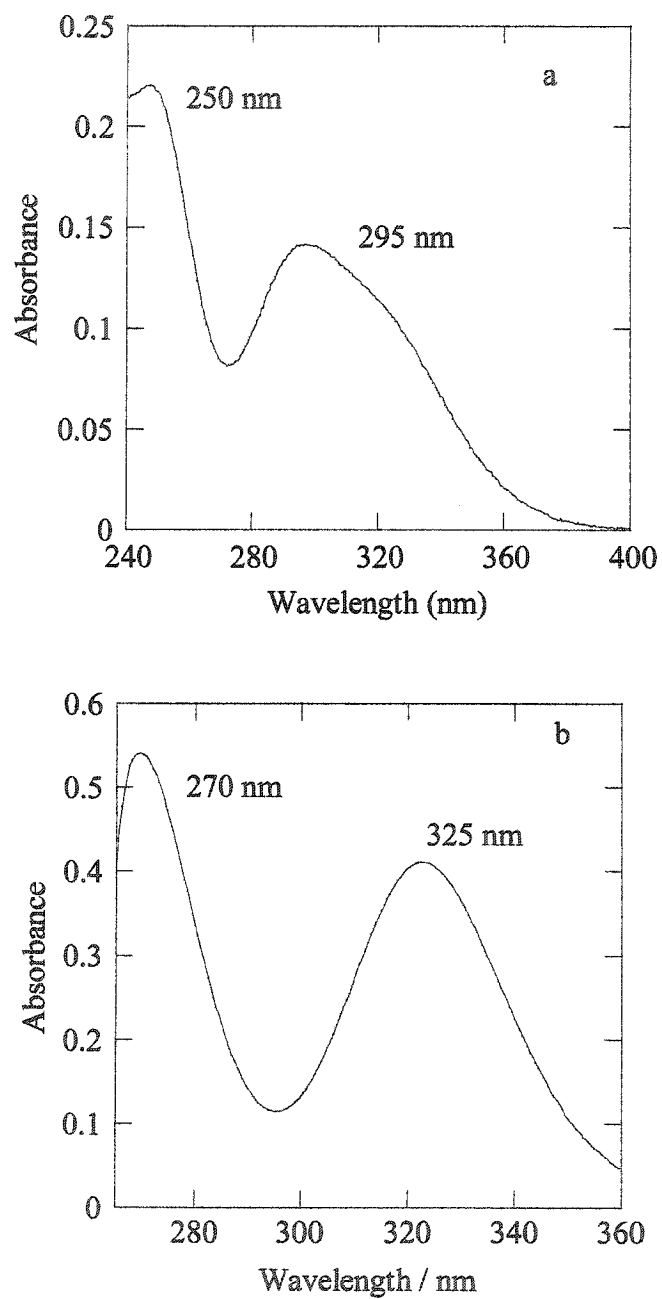 0.25
a
250 nm
0.2
295 nm
0.15
Absorbance
0.1
0.05
0
240 280 320 360 400
Wavelength (nm)
0.6
b
270 nm
0.5
325 nm
0.4
Absorbance
0.3
0.2
0.1
0
280 300 320 340 360
Wavelength / nm